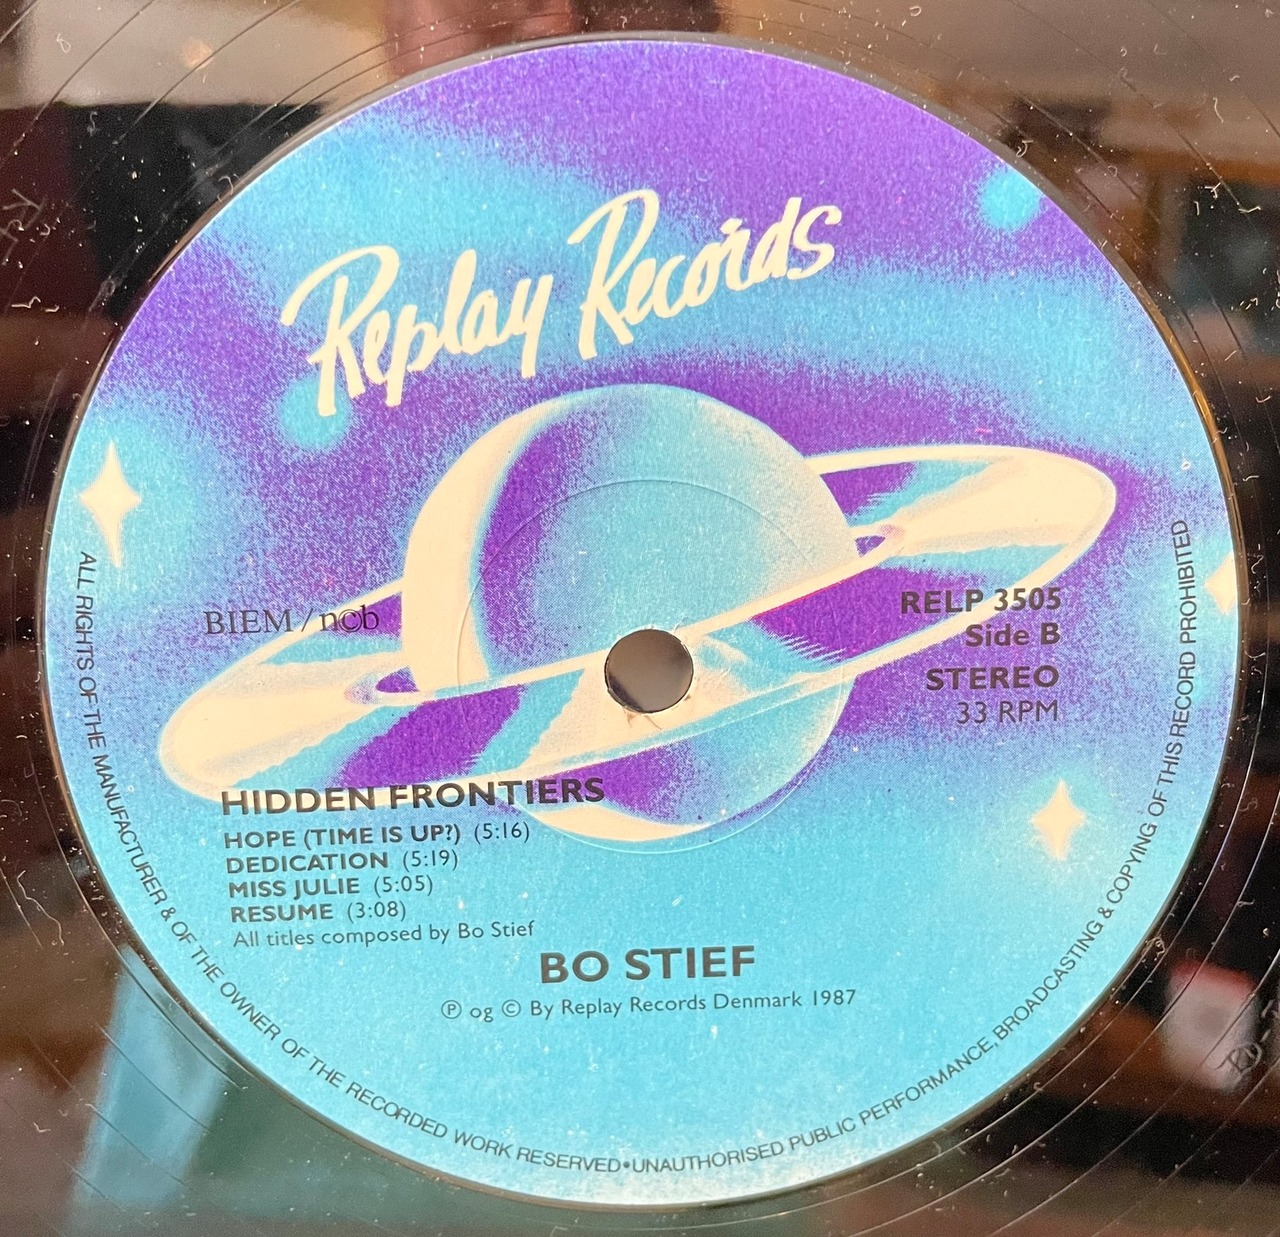 Replay Records
BIEM / n©b
RELP 3505
Side B
STEREO
33 RPM
HIDDEN FRONTIERS
HOPE (TIME IS UP?) (5:16)
DEDICATION (5:19)
MISS JULIE (5:05)
RESUME (3:08)
All titles composed by Bo Stief
BO STIEF
℗ og © By Replay Records Denmark 1987
ALL RIGHTS OF THE MANUFACTURER & OF THE OWNER OF THE RECORDED WORK RESERVED•UNAUTHORISED PUBLIC PERFORMANCE, BROADCASTING & COPYING OF THIS RECORD PROHIBITED